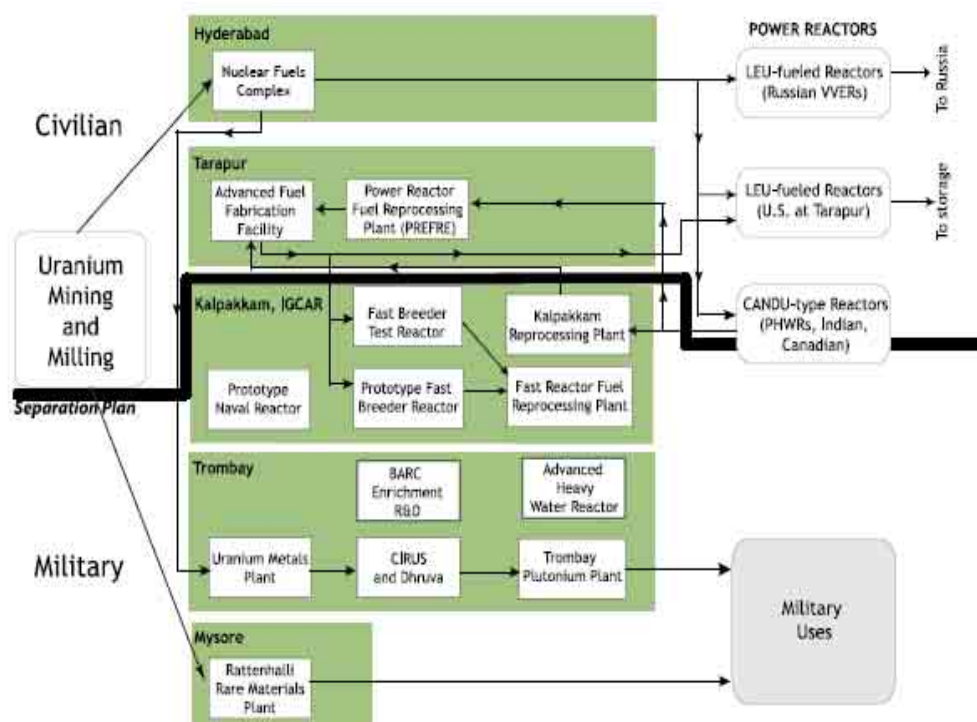 Hyderabad
Nuclear Fuels
Complex
POWER REACTORS
LEU-fueled Reactors
(Russian VVERs)
To Russia
Civilian
Tarapur
Advanced Fuel
Fabrication
Facility
Power Reactor
Fuel Reprocessing
Plant (PREFRE)
LEU-fueled Reactors
(U.S. at Tarapur)
To storage
Uranium
Mining
and
Milling
Kalpakkam, IGCAR
Fast Breeder
Test Reactor
Kalpakkam
Reprocessing Plant
CANDU-type Reactors
(PHWRs, Indian,
Canadian)
Prototype
Naval Reactor
Prototype Fast
Breeder Reactor
Fast Reactor Fuel
Reprocessing Plant
Separation Plan
Trombay
BARC
Enrichment
R&D
Advanced
Heavy
Water Reactor
Military
Uranium Metals
Plant
CIRUS
and Dhruva
Trombay
Plutonium Plant
Military
Uses
Mysore
Rattenhalli
Rare Materials
Plant